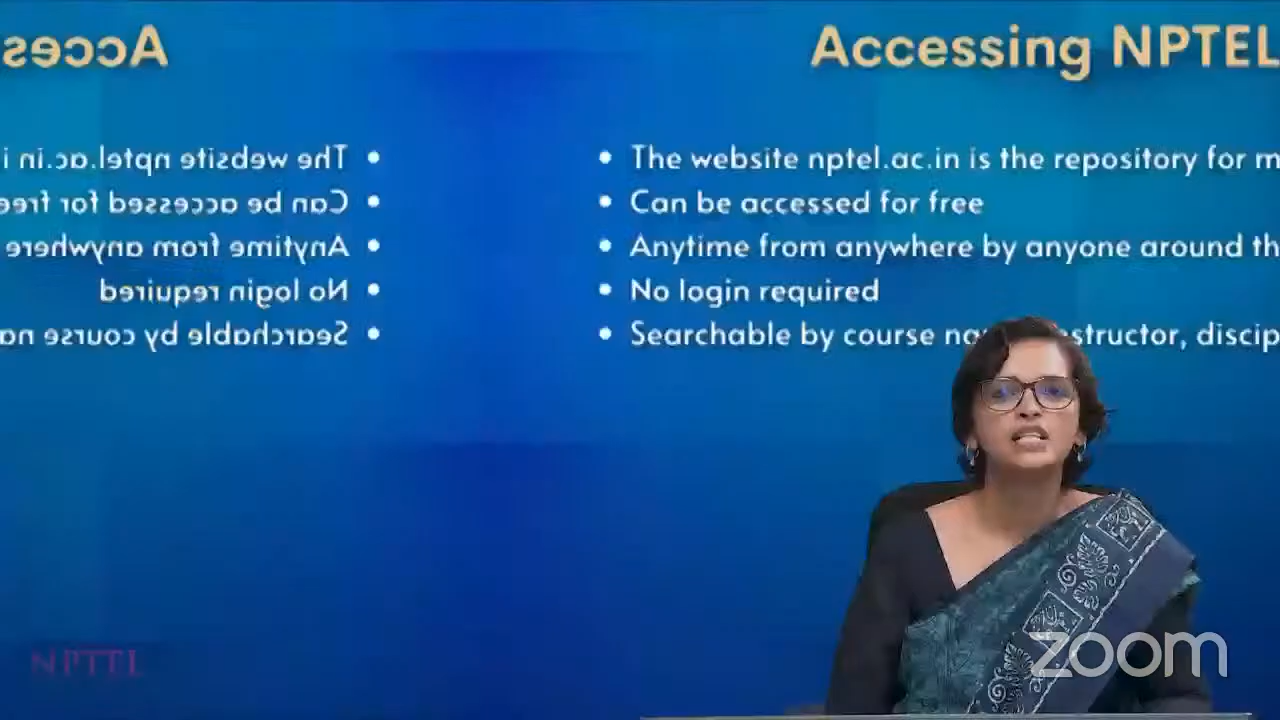 Accessing NPTEL
The website nptel.ac.in is the repository for m
Can be accessed for free
Anytime from anywhere by anyone around th
No login required
Searchable by course na structor, discip
Acces
The website nptel.ac.in i
Can be accessed for free
Anytime from anywhere
No login required
Searchable by course na
NPTEL
zoom